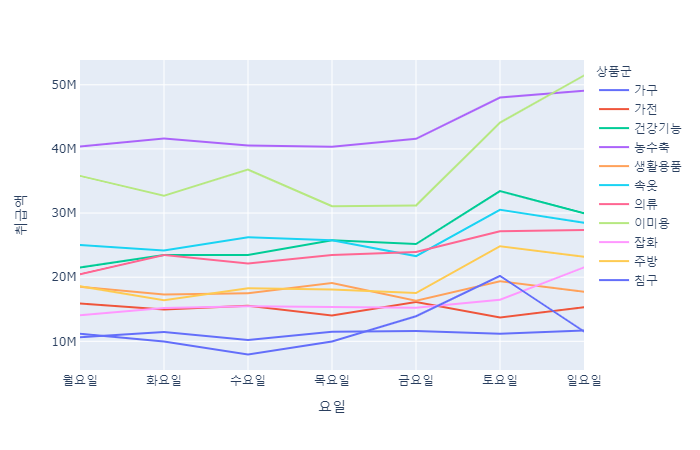 상품군
50M
40M
30M
20M
10M
취급액
월요일 화요일 수요일 목요일 금요일 토요일 일요일
요일
가구
가전
건강기능
농수축
생활용품
속옷
의류
이미용
잡화
주방
침구